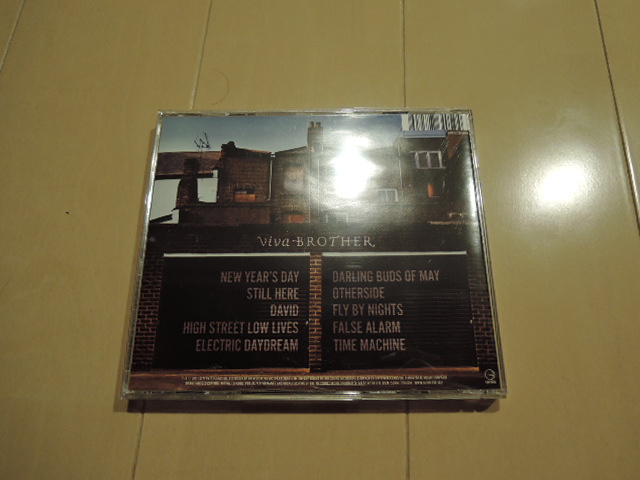 viva BROTHER
NEW YEAR'S DAY
STILL HERE
DAVID
HIGH STREET LOW LIVES
ELECTRIC DAYDREAM
DARLING BUDS OF MAY
OTHERSIDE
FLY BY NIGHTS
FALSE ALARM
TIME MACHINE